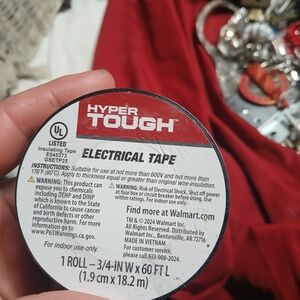 HYPER
TOUGH™
UL
LISTED
Insulating Tape
E545373
GSETP25
ELECTRICAL TAPE
INSTRUCTIONS: Suitable for use at not more than 600V and not more than
176°F (80°C). Apply to thickness equal or greater than original wire insulation.
WARNING: This product can
expose you to chemicals
including DEHP and DINP
which is known to the State
of California to cause cancer
and birth defects or other
reproductive harm. For more
information, go to
www.P65Warnings.ca.gov.
For indoor use only.
WARNING: Risk of Electrical Shock. Shut off power
at fuse box or circuit breaker before using. Use
within ratings. For indoor use only.
Find more at Walmart.com
TM & © 2024 Walmart Inc.
All Rights Reserved. Distributed by
Walmart Inc., Bentonville, AR 72716
MADE IN VIETNAM
For customer service
please call 833-908-2024.
1 ROLL – 3/4-IN W x 60 FT L
(1.9 cm x 18.2 m)